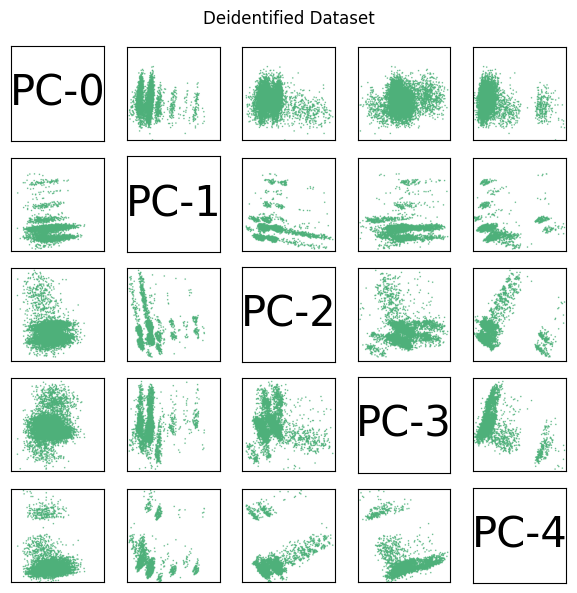 Deidentified Dataset
PC-0
PC-1
PC-2
PC-3
PC-4